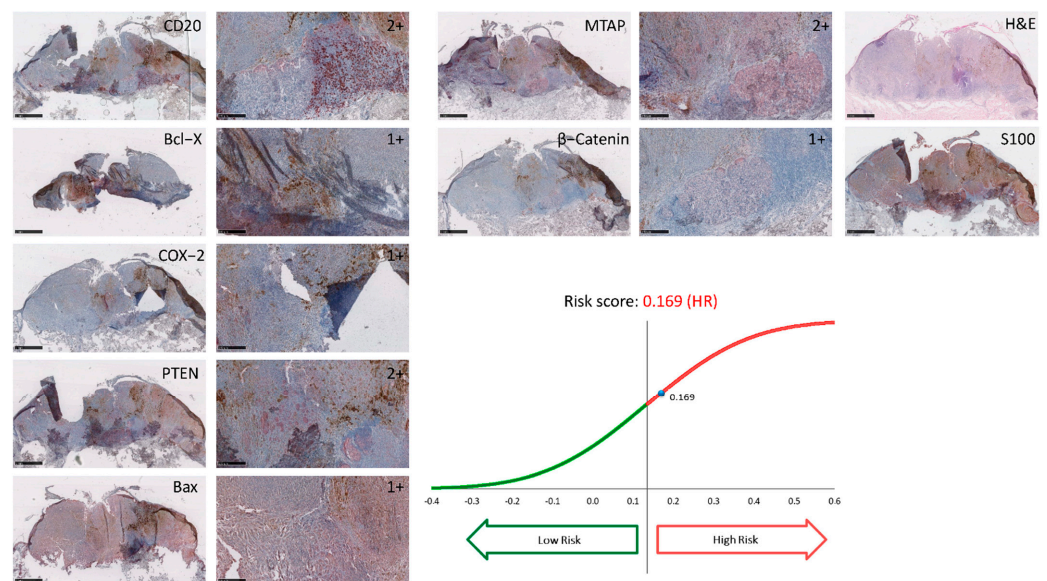 CD20
2+
MTAP
2+
H&E
Bcl-X
1+
β-Catenin
1+
S100
COX-2
1+
PTEN
2+
Bax
1+
Risk score: 0.169 (HR)
0.169
-0.4 -0.3 -0.2 -0.1 0.0 0.1 0.2 0.3 0.4 0.5 0.6
Low Risk
High Risk